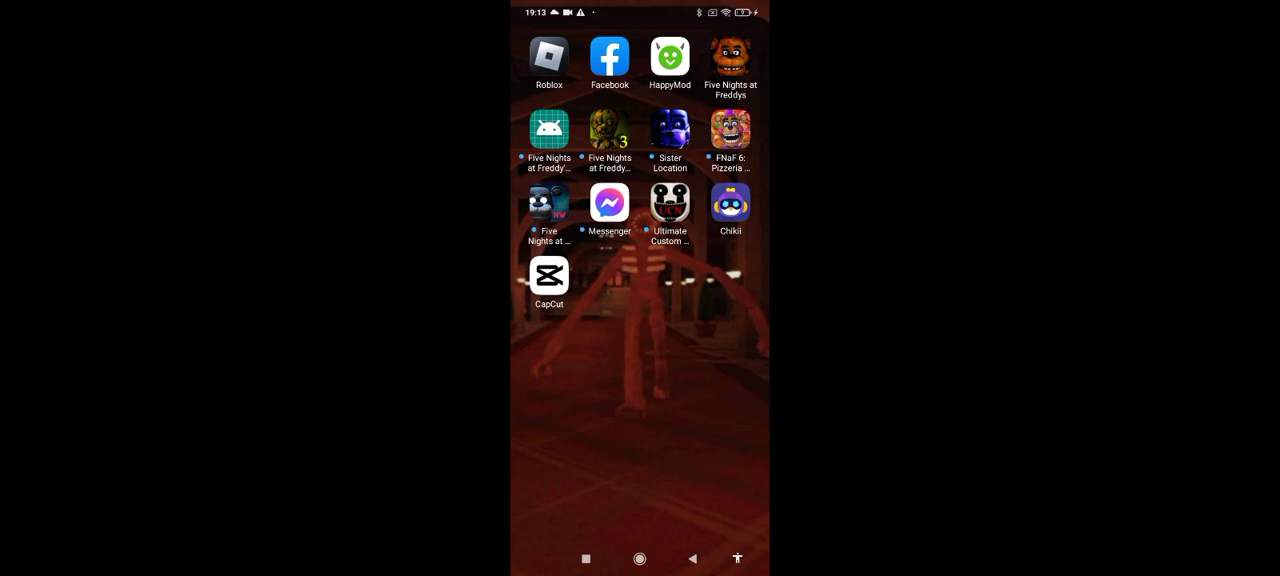 19:13
Roblox
Facebook
HappyMod
Five Nights at
Freddys
3
Five Nights
at Freddy'...
Five Nights
at Freddy...
Sister
Location
FNaF 6:
Pizzeria ...
HW
UCN
Five
Nights at ...
Messenger
Ultimate
Custom ...
Chikii
CapCut